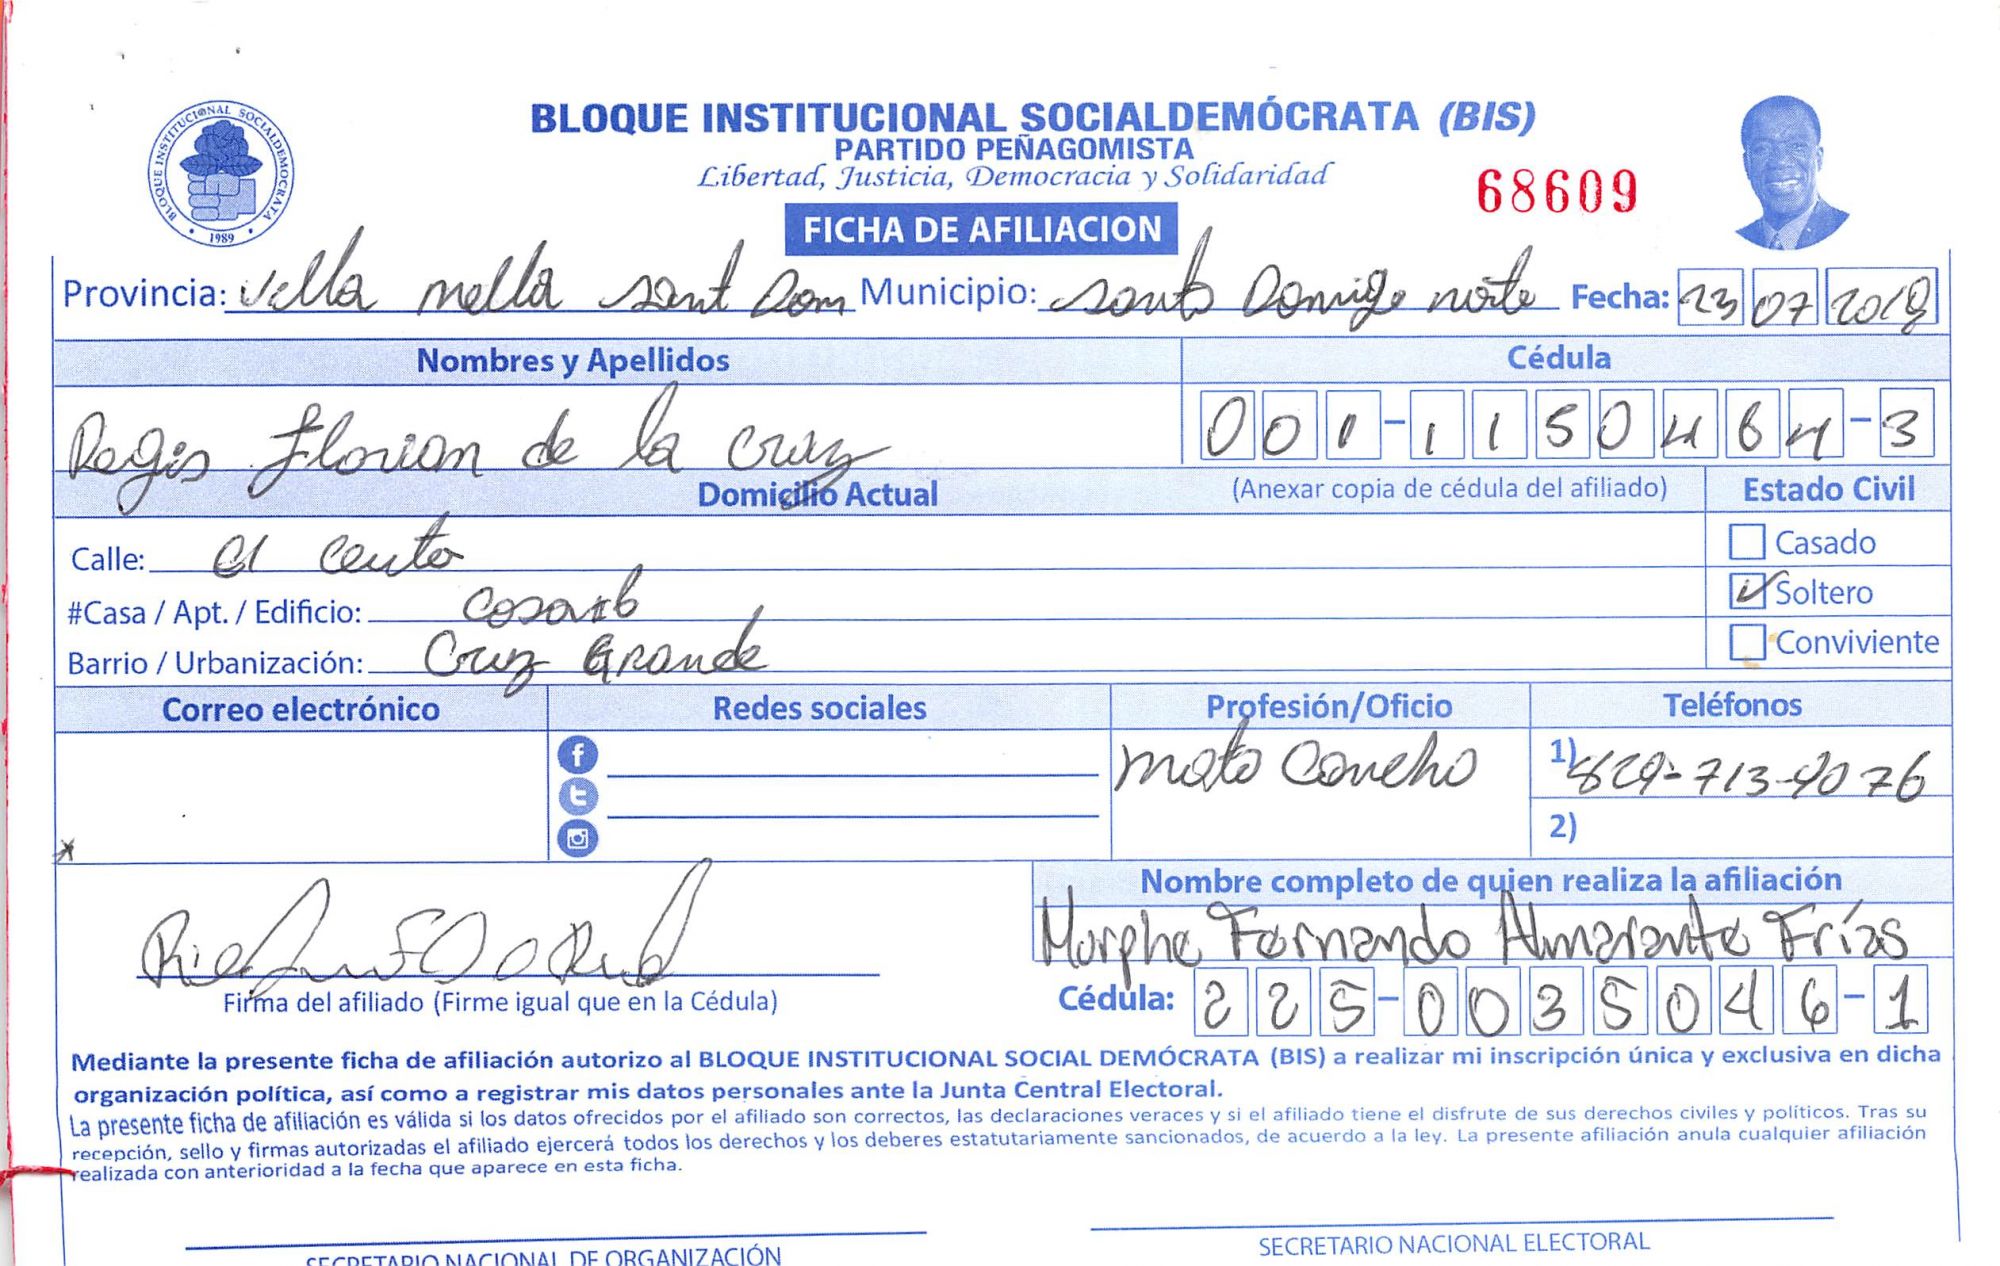 BLOQUE INSTITUCIONAL SOCIALDEMOCRATA
1989
BLOQUE INSTITUCIONAL SOCIALDEMÓCRATA (BIS)
PARTIDO PEÑAGOMISTA
Libertad, Justicia, Democracia y Solidaridad
68609
FICHA DE AFILIACION
Provincia: Vella mella sant Dom Municipio: santo Domigo norte Fecha: 23 07 2018
Nombres y Apellidos Cédula
Regis Florian de la Cruz 001-1150464-3
Domicilio Actual (Anexar copia de cédula del afiliado) Estado Civil
Calle: el Cento Casado
#Casa / Apt. / Edificio: Soltero
Barrio / Urbanización: Cruz Grande Conviviente
Correo electrónico Redes sociales Profesión/Oficio Teléfonos
moto Concho 1) 829-713-9076
2)
Nombre completo de quien realiza la afiliación
Morphe Fernando Almarante Frías
Firma del afiliado (Firme igual que en la Cédula) Cédula: 225-0035046-1
Mediante la presente ficha de afiliación autorizo al BLOQUE INSTITUCIONAL SOCIAL DEMÓCRATA (BIS) a realizar mi inscripción única y exclusiva en dicha
organización política, así como a registrar mis datos personales ante la Junta Central Electoral.
La presente ficha de afiliación es válida si los datos ofrecidos por el afiliado son correctos, las declaraciones veraces y si el afiliado tiene el disfrute de sus derechos civiles y políticos. Tras su
recepción, sello y firmas autorizadas el afiliado ejercerá todos los derechos y los deberes estatutariamente sancionados, de acuerdo a la ley. La presente afiliación anula cualquier afiliación
realizada con anterioridad a la fecha que aparece en esta ficha.
SECRETARIO NACIONAL DE ORGANIZACIÓN SECRETARIO NACIONAL ELECTORAL